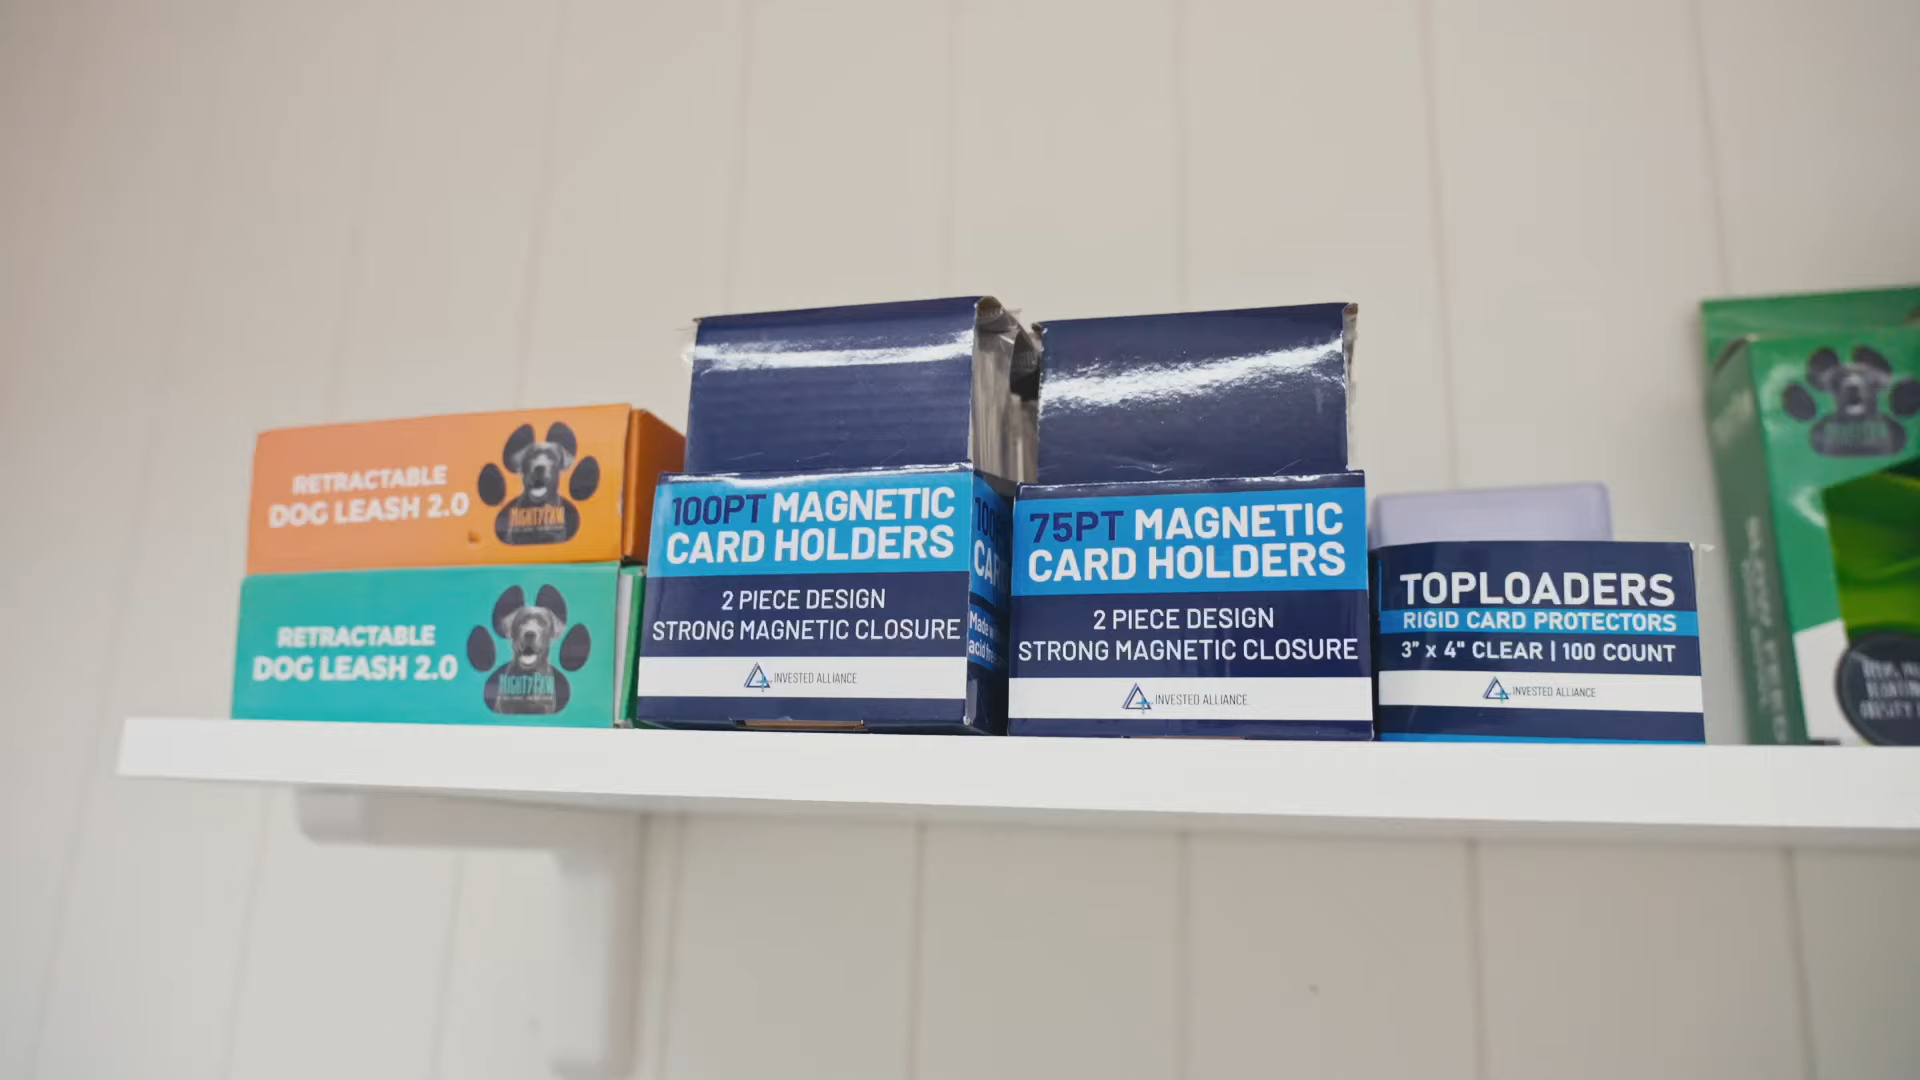 RETRACTABLE
DOG LEASH 2.0
MIGHTYPAW
RETRACTABLE
DOG LEASH 2.0
MIGHTYPAW
100PT MAGNETIC
CARD HOLDERS
2 PIECE DESIGN
STRONG MAGNETIC CLOSURE
INVESTED ALLIANCE
75PT MAGNETIC
CARD HOLDERS
2 PIECE DESIGN
STRONG MAGNETIC CLOSURE
INVESTED ALLIANCE
TOPLOADERS
RIGID CARD PROTECTORS
3" x 4" CLEAR | 100 COUNT
INVESTED ALLIANCE